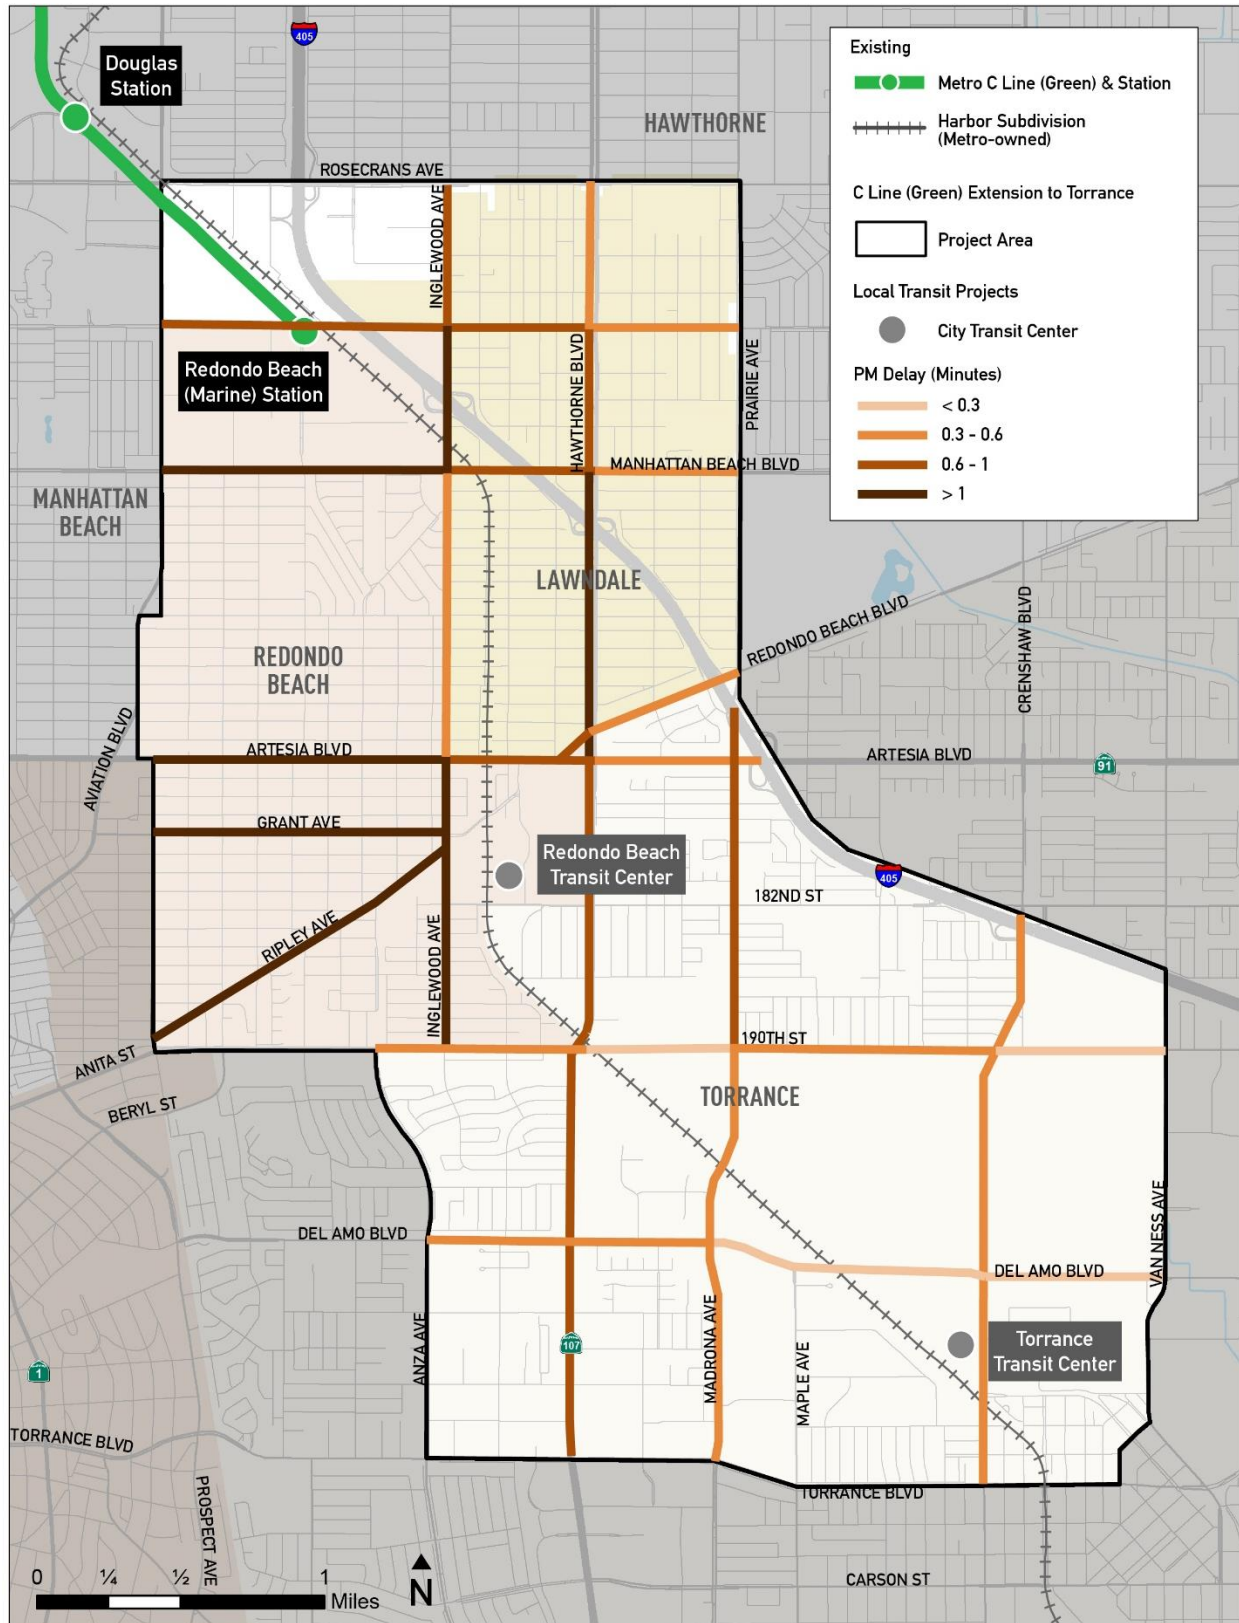 405
Douglas
Station
HAWTHORNE
ROSECRANS AVE
INGLEWOOD AVE
Redondo Beach
(Marine) Station
HAWTHORNE BLVD
PRAIRIE AVE
MANHATTAN BEACH BLVD
MANHATTAN
BEACH
LAWNDALE
REDONDO BEACH BLVD
CRENSHAW BLVD
REDONDO
BEACH
AVIATION BLVD
ARTESIA BLVD
ARTESIA BLVD
91
GRANT AVE
Redondo Beach
Transit Center
405
182ND ST
RIPLEY AVE
INGLEWOOD AVE
190TH ST
ANITA ST
BERYL ST
TORRANCE
VAN NESS AVE
DEL AMO BLVD
DEL AMO BLVD
ANZA AVE
107
MADRONA AVE
MAPLE AVE
Torrance
Transit Center
1
TORRANCE BLVD
PROSPECT AVE
TORRANCE BLVD
CARSON ST
0 ¼ ½ 1
Miles
N
Existing
Metro C Line (Green) & Station
Harbor Subdivision
(Metro-owned)
C Line (Green) Extension to Torrance
Project Area
Local Transit Projects
City Transit Center
PM Delay (Minutes)
< 0.3
0.3 - 0.6
0.6 - 1
> 1